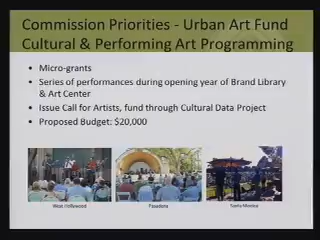 Commission Priorities - Urban Art Fund
Cultural & Performing Art Programming
• Micro-grants
• Series of performances during opening year of Brand Library
& Art Center
• Issue Call for Artists, fund through Cultural Data Project
• Proposed Budget: $20,000
West Hollywood
Pasadena
Santa Monica